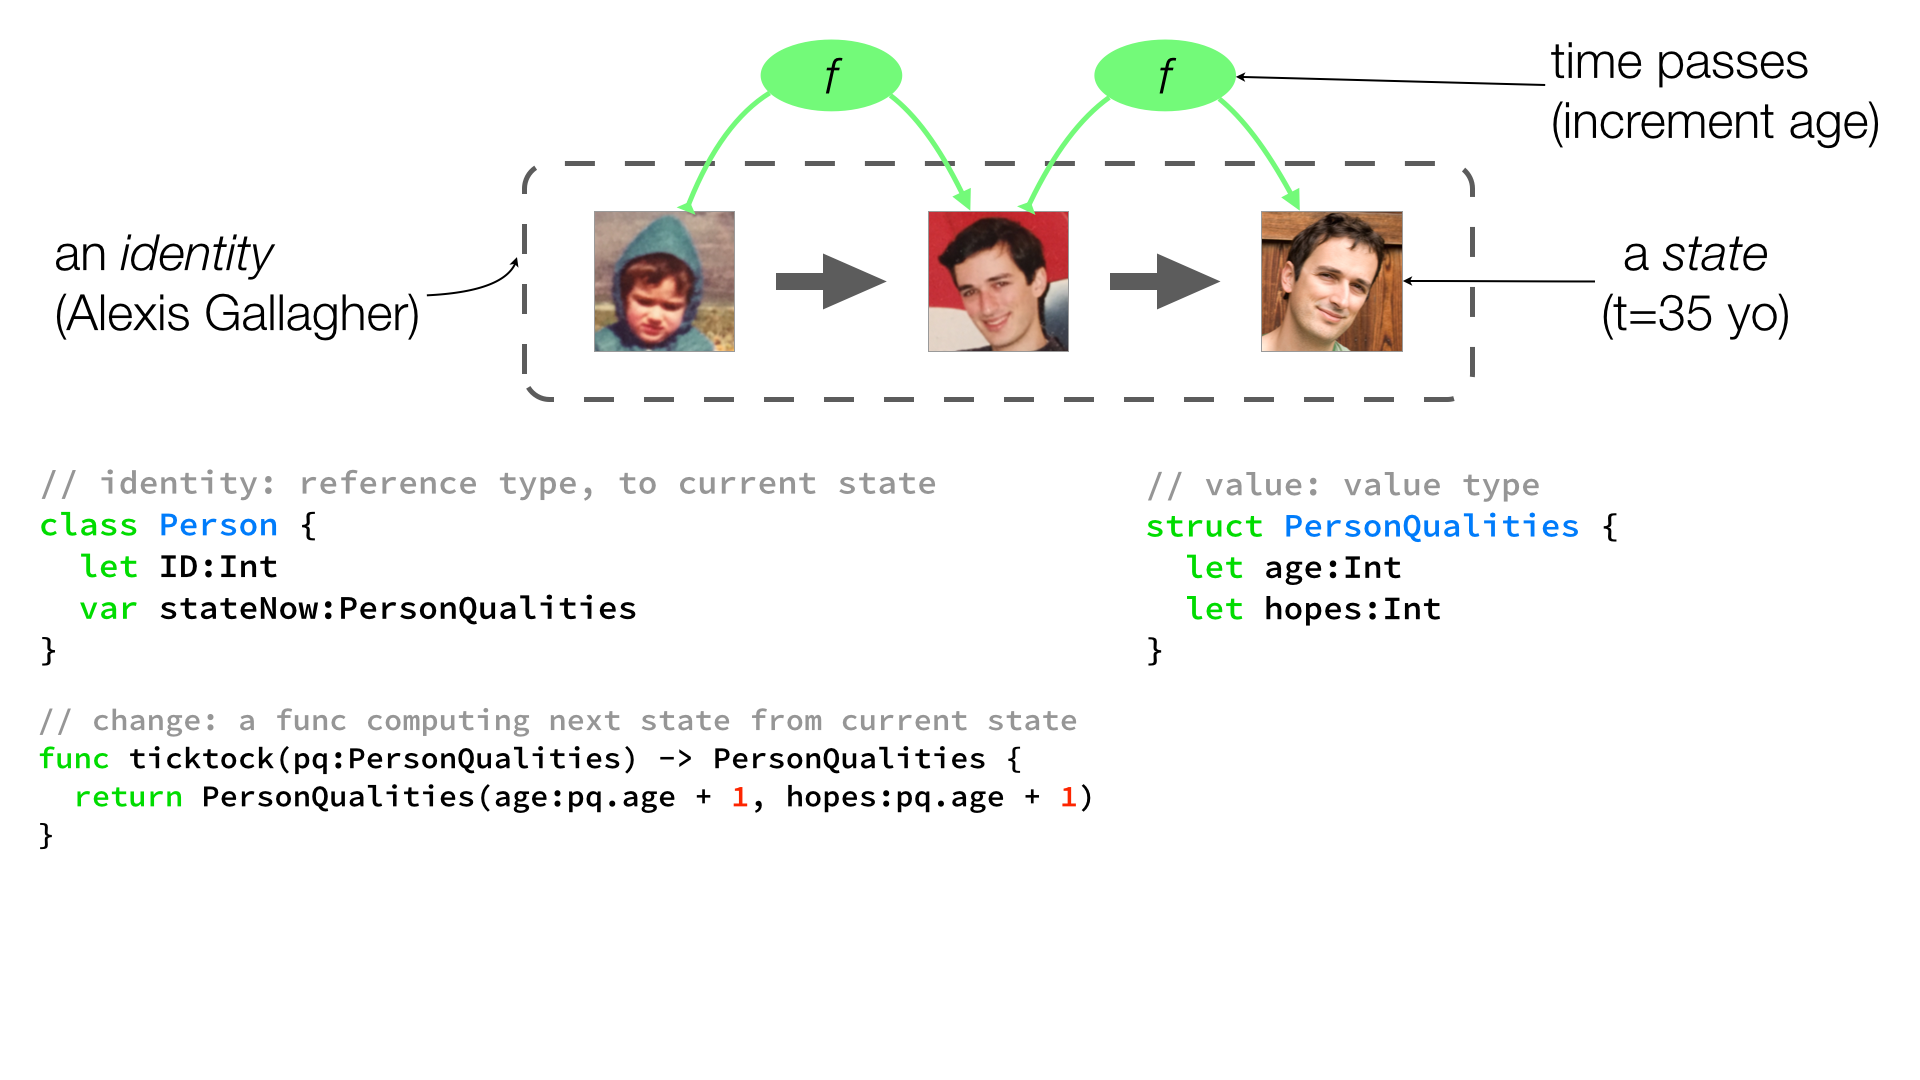 f
f
time passes
(increment age)
an identity
(Alexis Gallagher)
a state
(t=35 yo)
// identity: reference type, to current state
class Person {
  let ID:Int
  var stateNow:PersonQualities
}
// value: value type
struct PersonQualities {
  let age:Int
  let hopes:Int
}
// change: a func computing next state from current state
func ticktock(pq:PersonQualities) -> PersonQualities {
  return PersonQualities(age:pq.age + 1, hopes:pq.age + 1)
}